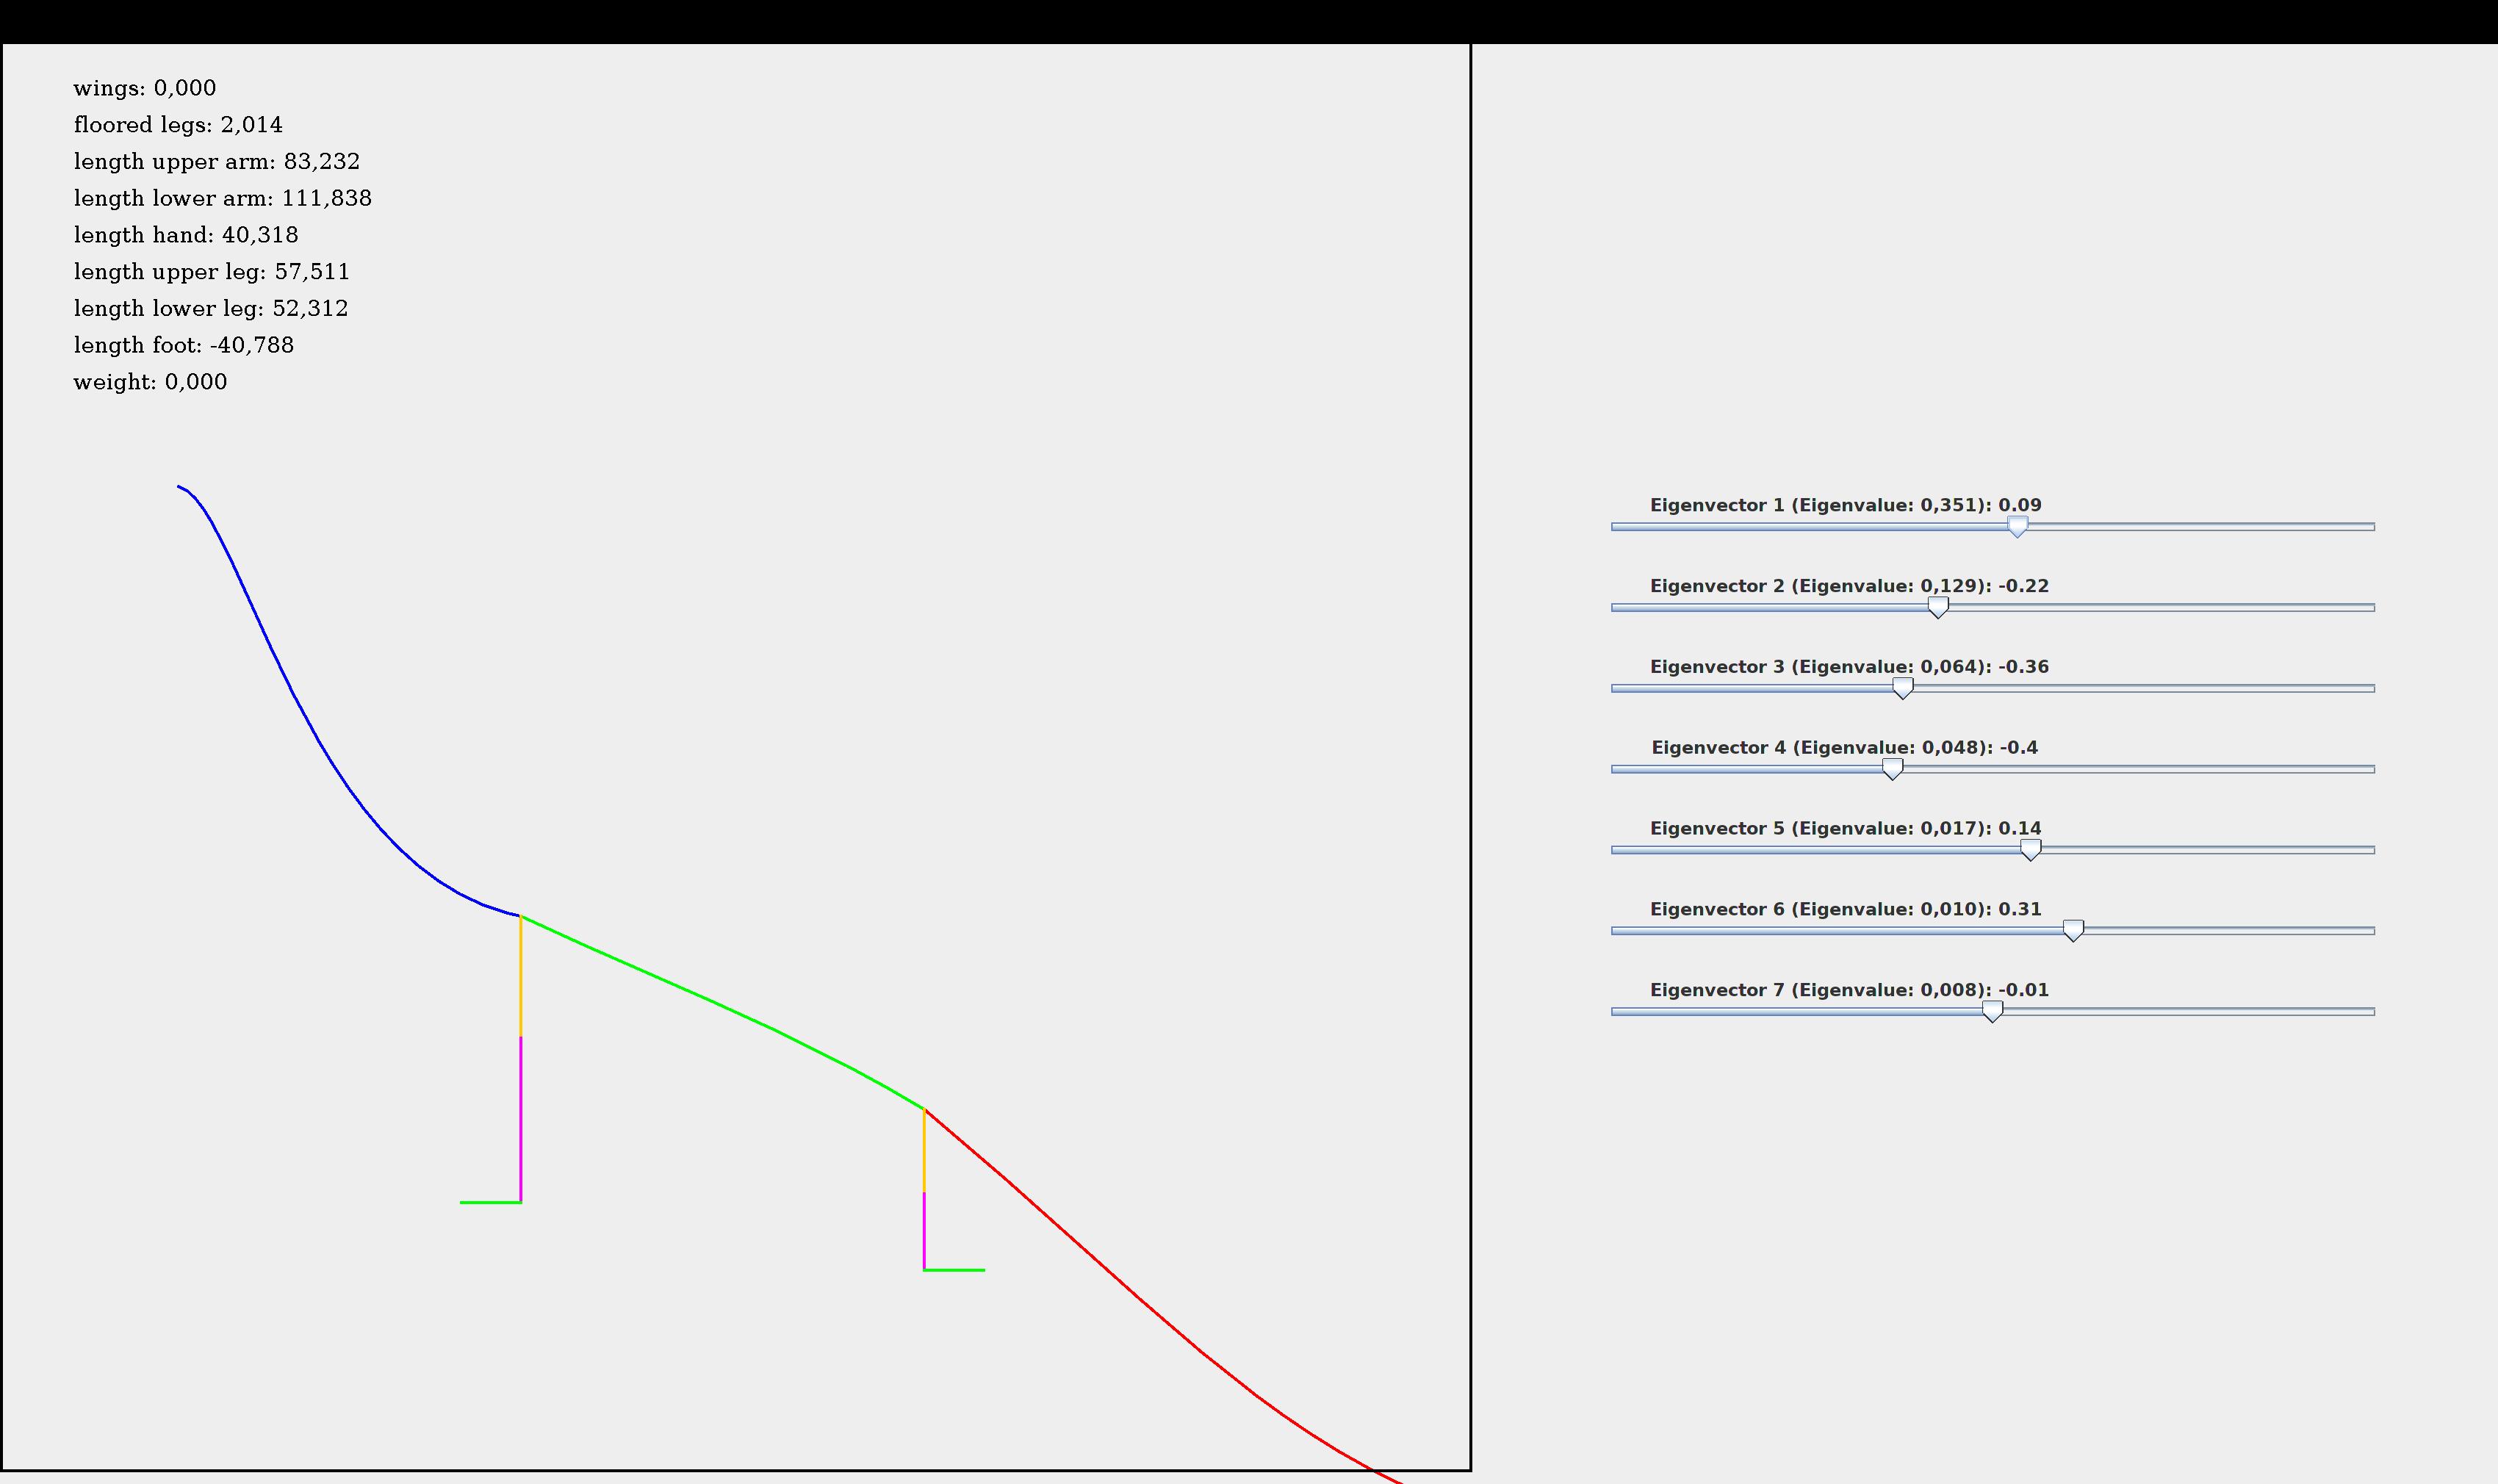 wings: 0,000
floored legs: 2,014
length upper arm: 83,232
length lower arm: 111,838
length hand: 40,318
length upper leg: 57,511
length lower leg: 52,312
length foot: -40,788
weight: 0,000
Eigenvector 1 (Eigenvalue: 0,351): 0.09
Eigenvector 2 (Eigenvalue: 0,129): -0.22
Eigenvector 3 (Eigenvalue: 0,064): -0.36
Eigenvector 4 (Eigenvalue: 0,048): -0.4
Eigenvector 5 (Eigenvalue: 0,017): 0.14
Eigenvector 6 (Eigenvalue: 0,010): 0.31
Eigenvector 7 (Eigenvalue: 0,008): -0.01